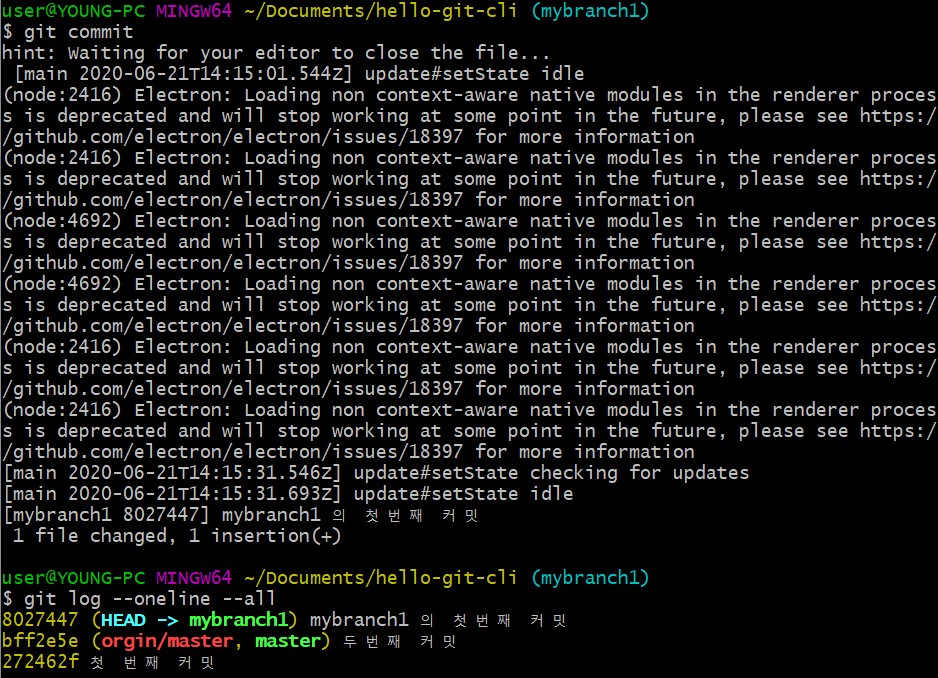 user@YOUNG-PC MINGW64 ~/Documents/hello-git-cli (mybranch1)
$ git commit
hint: Waiting for your editor to close the file...
[main 2020-06-21T14:15:01.544Z] update#setState idle
(node:2416) Electron: Loading non context-aware native modules in the renderer proces
s is deprecated and will stop working at some point in the future, please see https:/
/github.com/electron/electron/issues/18397 for more information
(node:2416) Electron: Loading non context-aware native modules in the renderer proces
s is deprecated and will stop working at some point in the future, please see https:/
/github.com/electron/electron/issues/18397 for more information
(node:4692) Electron: Loading non context-aware native modules in the renderer proces
s is deprecated and will stop working at some point in the future, please see https:/
/github.com/electron/electron/issues/18397 for more information
(node:4692) Electron: Loading non context-aware native modules in the renderer proces
s is deprecated and will stop working at some point in the future, please see https:/
/github.com/electron/electron/issues/18397 for more information
(node:2416) Electron: Loading non context-aware native modules in the renderer proces
s is deprecated and will stop working at some point in the future, please see https:/
/github.com/electron/electron/issues/18397 for more information
(node:2416) Electron: Loading non context-aware native modules in the renderer proces
s is deprecated and will stop working at some point in the future, please see https:/
/github.com/electron/electron/issues/18397 for more information
[main 2020-06-21T14:15:31.546Z] update#setState checking for updates
[main 2020-06-21T14:15:31.693Z] update#setState idle
[mybranch1 8027447] mybranch1 의 첫번째 커밋
1 file changed, 1 insertion(+)
user@YOUNG-PC MINGW64 ~/Documents/hello-git-cli (mybranch1)
$ git log --oneline --all
8027447 (HEAD -> mybranch1) mybranch1 의 첫번째 커밋
bff2e5e (orgin/master, master) 두번째 커밋
272462f 첫 번째 커밋